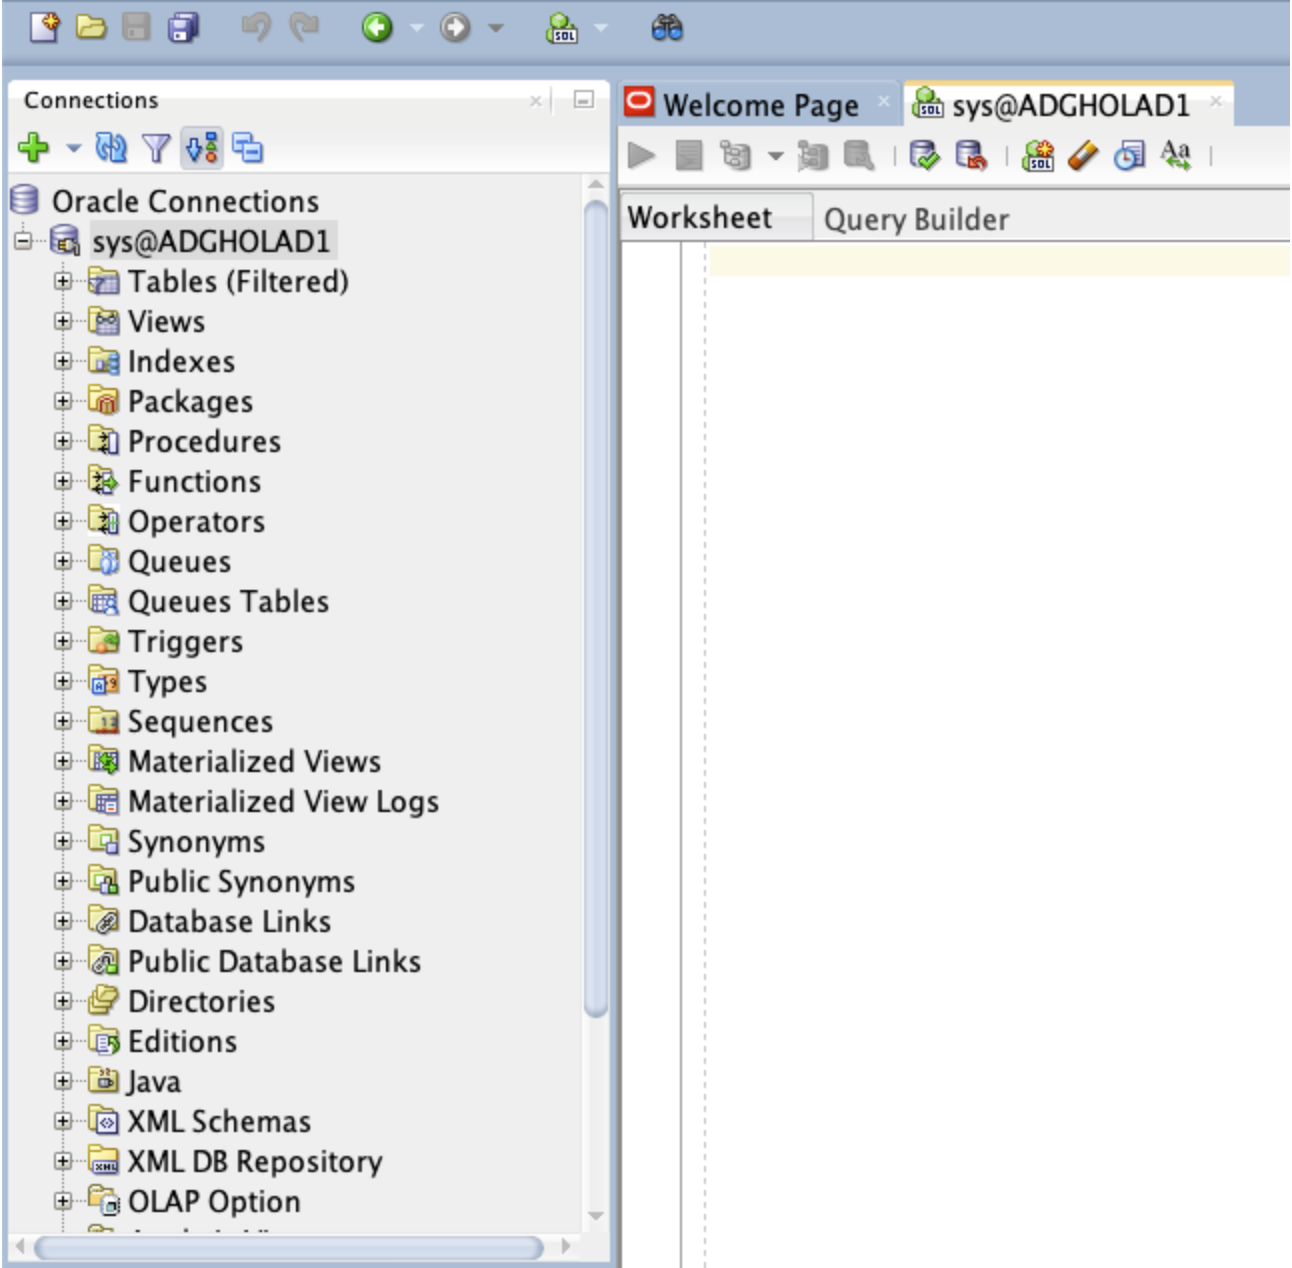 Connections
Welcome Page
sys@ADGHOLAD1
Oracle Connections
sys@ADGHOLAD1
Tables (Filtered)
Views
Indexes
Packages
Procedures
Functions
Operators
Queues
Queues Tables
Triggers
Types
Sequences
Materialized Views
Materialized View Logs
Synonyms
Public Synonyms
Database Links
Public Database Links
Directories
Editions
Java
XML Schemas
XML DB Repository
OLAP Option
Worksheet
Query Builder